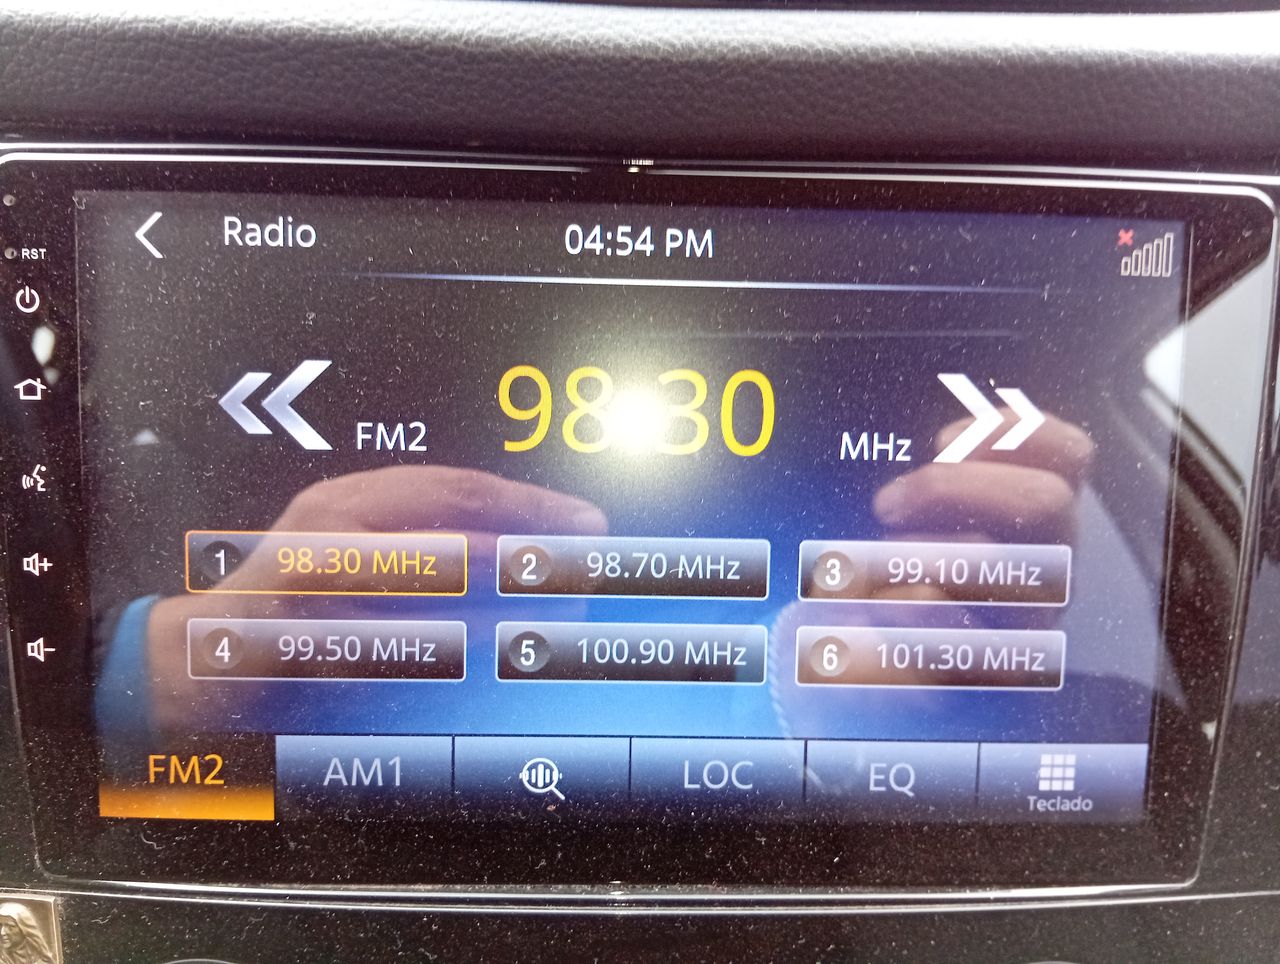 Radio 04:54 PM
RST
FM2 98.30 MHz
1 98.30 MHz 2 98.70 MHz 3 99.10 MHz
4 99.50 MHz 5 100.90 MHz 6 101.30 MHz
FM2 AM1 LOC EQ Teclado